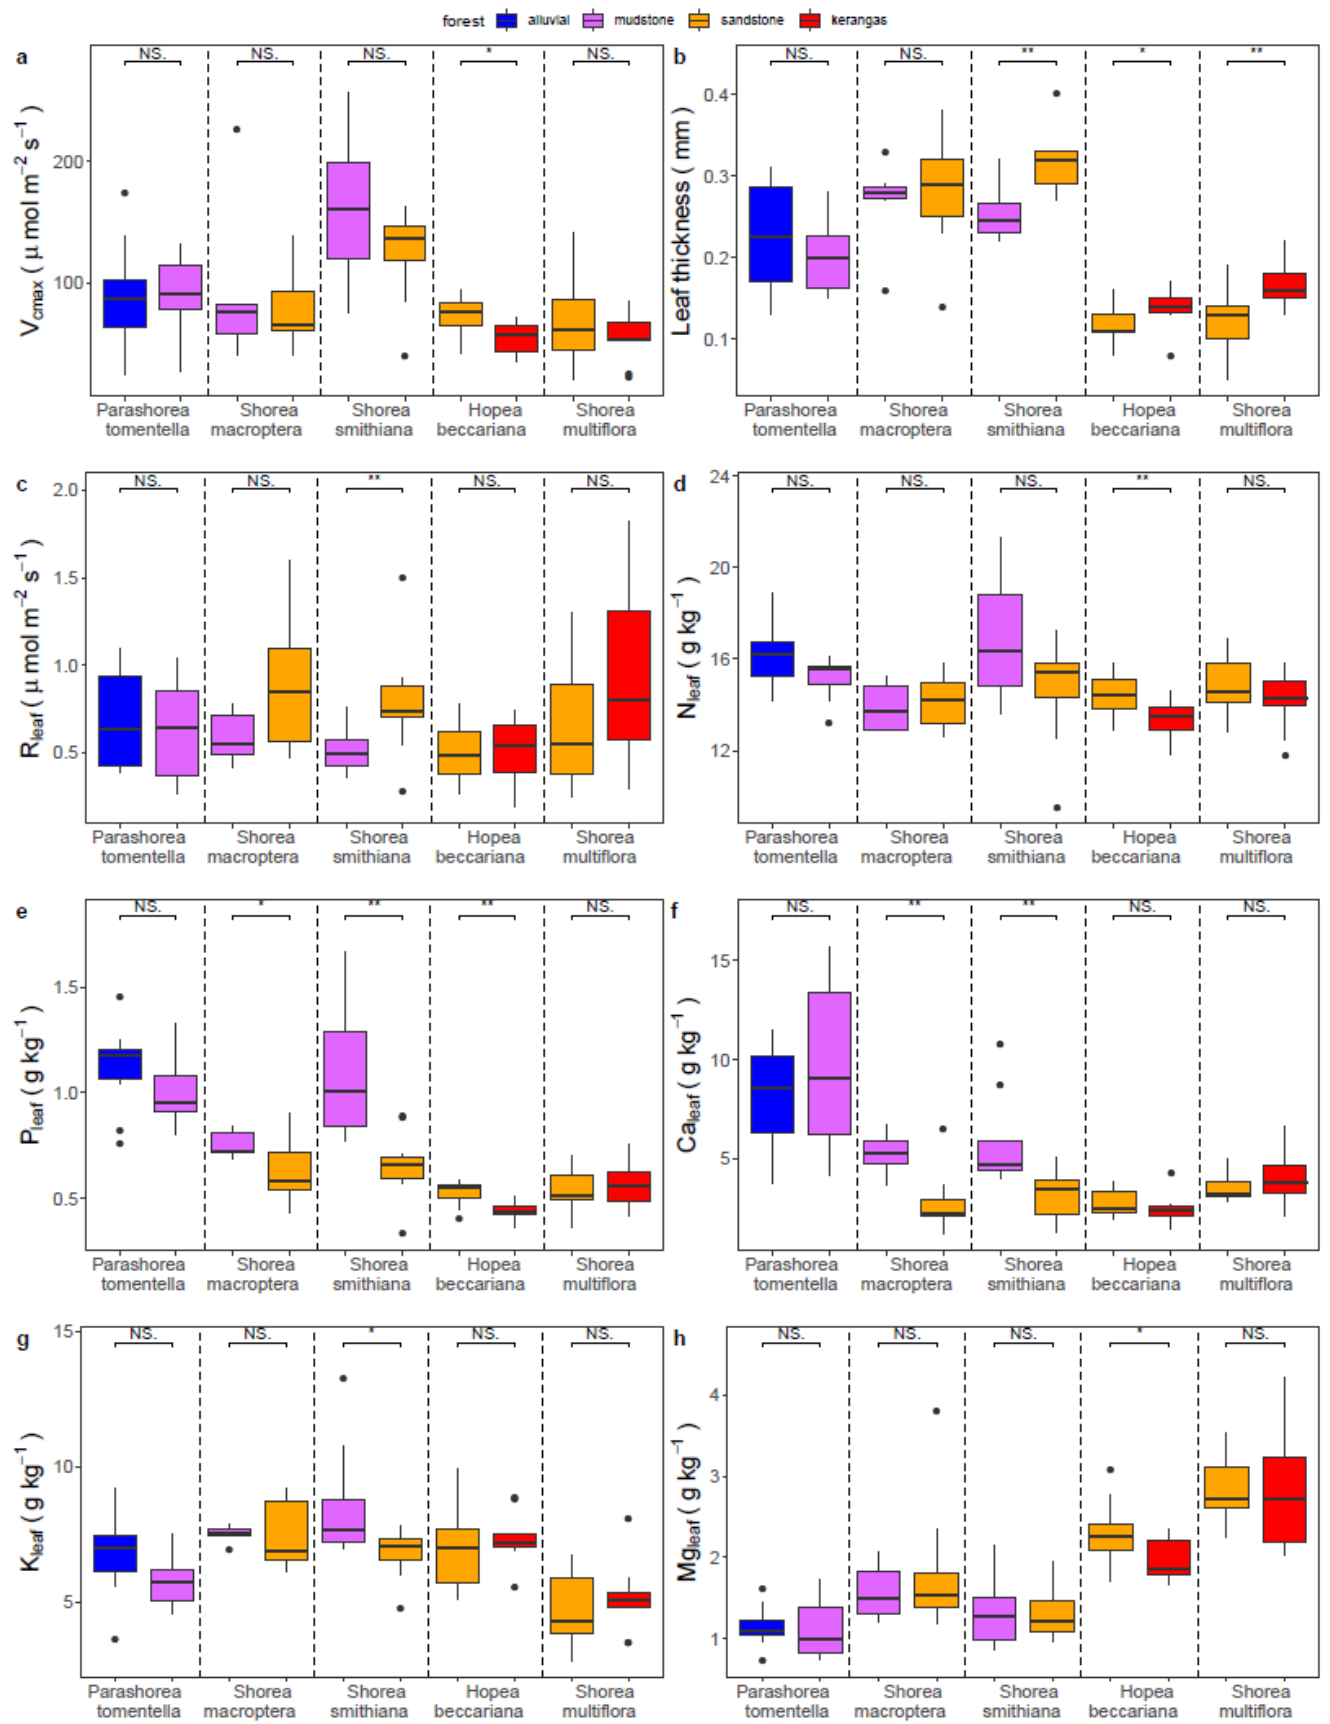 forest alluvial mudstone sandstone kerangas
a
NS. NS. NS. * NS.
Vcmax ( μ mol m−2 s−1 )
200
100
Parashorea tomentella
Shorea macroptera
Shorea smithiana
Hopea beccariana
Shorea multiflora
b
NS. NS. ** * **
Leaf thickness ( mm )
0.4
0.3
0.2
0.1
Parashorea tomentella
Shorea macroptera
Shorea smithiana
Hopea beccariana
Shorea multiflora
c
NS. NS. ** NS. NS.
Rleaf ( μ mol m−2 s−1 )
2.0
1.5
1.0
0.5
Parashorea tomentella
Shorea macroptera
Shorea smithiana
Hopea beccariana
Shorea multiflora
d
NS. NS. NS. ** NS.
Nleaf ( g kg−1 )
24
20
16
12
Parashorea tomentella
Shorea macroptera
Shorea smithiana
Hopea beccariana
Shorea multiflora
e
NS. * ** ** NS.
Pleaf ( g kg−1 )
1.5
1.0
0.5
Parashorea tomentella
Shorea macroptera
Shorea smithiana
Hopea beccariana
Shorea multiflora
f
NS. ** ** NS. NS.
Caleaf ( g kg−1 )
15
10
5
Parashorea tomentella
Shorea macroptera
Shorea smithiana
Hopea beccariana
Shorea multiflora
g
NS. NS. * NS. NS.
Kleaf ( g kg−1 )
15
10
5
Parashorea tomentella
Shorea macroptera
Shorea smithiana
Hopea beccariana
Shorea multiflora
h
NS. NS. NS. * NS.
Mgleaf ( g kg−1 )
4
3
2
1
Parashorea tomentella
Shorea macroptera
Shorea smithiana
Hopea beccariana
Shorea multiflora